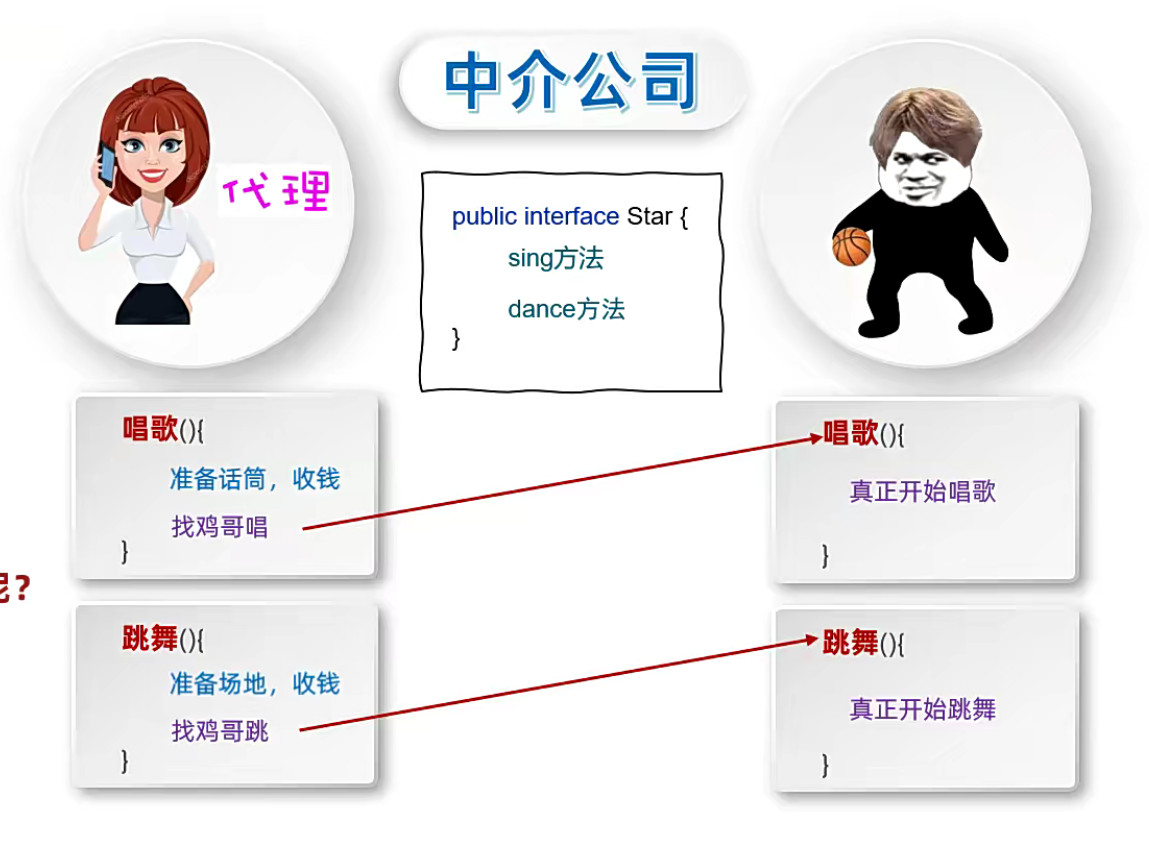 中介公司
代理
public interface Star {
sing方法
dance方法
}
唱歌(){
准备话筒，收钱
找鸡哥唱
}
唱歌(){
真正开始唱歌
}
呢?
跳舞(){
准备场地，收钱
找鸡哥跳
}
跳舞(){
真正开始跳舞
}